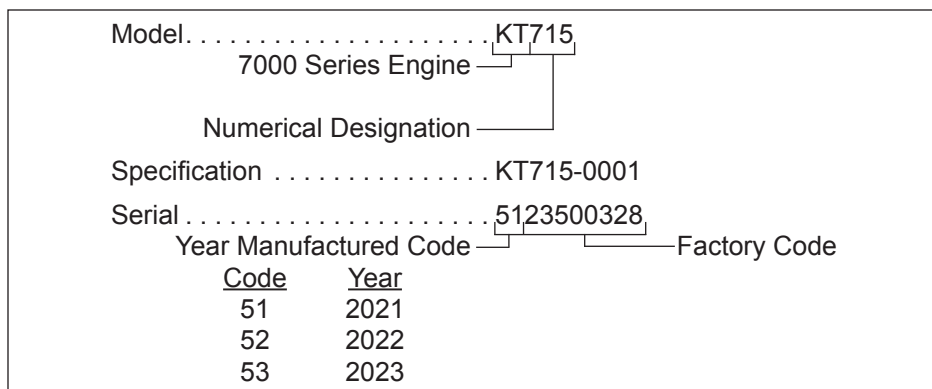 Model. . . . . . . . . . . . . . . . . . . . . KT715
7000 Series Engine
Numerical Designation
Specification . . . . . . . . . . . . . . . KT715-0001
Serial . . . . . . . . . . . . . . . . . . . . . 5123500328
Year Manufactured Code Factory Code
Code Year
51 2021
52 2022
53 2023